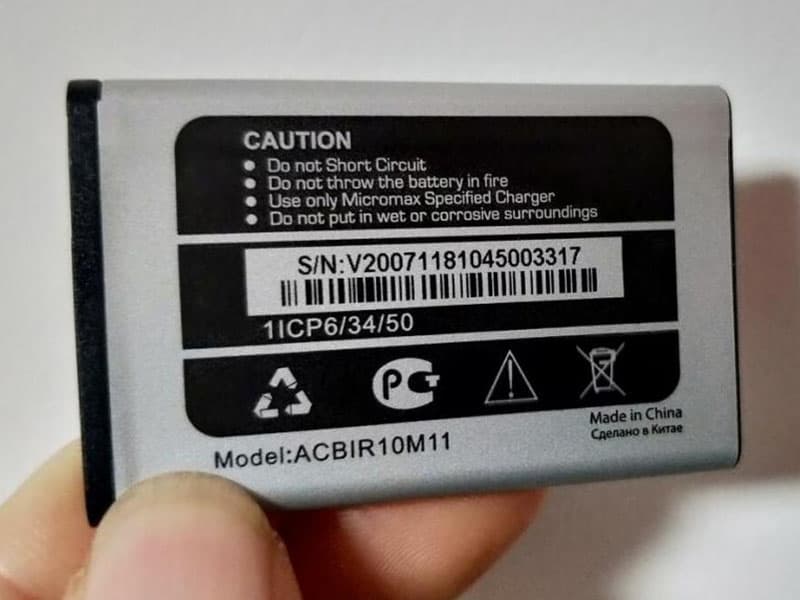 CAUTION
● Do not Short Circuit
● Do not throw the battery in fire
● Use only Micromax Specified Charger
● Do not put in wet or corrosive surroundings
S/N:V20071181045003317
1ICP6/34/50
РСТ
Made in China
Сделано в Китае
Model:ACBIR10M11